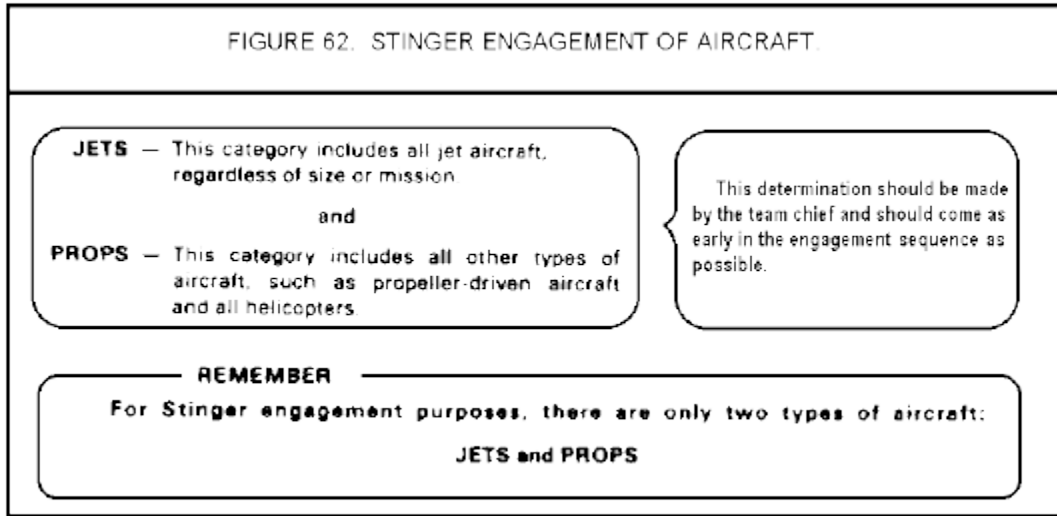 FIGURE 62. STINGER ENGAGEMENT OF AIRCRAFT.
JETS — This category includes all jet aircraft,
regardless of size or mission
and
PROPS — This category includes all other types of
aircraft, such as propeller-driven aircraft
and all helicopters.
This determination should be made
by the team chief and should come as
early in the engagement sequence as
possible.
REMEMBER
For Stinger engagement purposes, there are only two types of aircraft:
JETS and PROPS